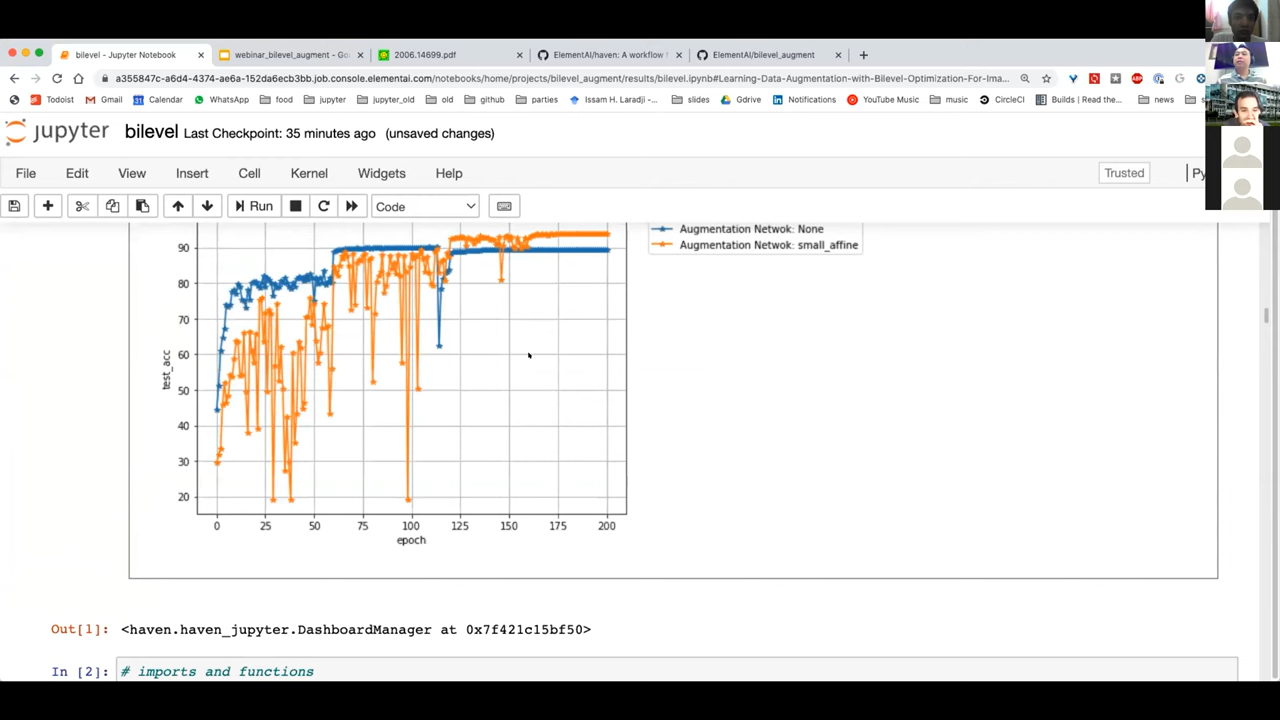 bilevel - Jupyter Notebook
webinar_bilevel_augment - Go
2006.14699.pdf
ElementAI/haven: A workflow f
ElementAI/bilevel_augment
a355847c-a6d4-4374-ae6a-152da6ecb3bb.job.console.elementai.com/notebooks/home/projects/bilevel_augment/results/bilevel.ipynb#Learning-Data-Augmentation-with-Bilevel-Optimization-For-Ima...
ABP
G
Todoist
Gmail
Calendar
WhatsApp
food
jupyter
jupyter_old
old
github
parties
Issam H. Laradji -...
slides
Gdrive
Notifications
YouTube Music
CircleCI
Builds | Read the...
music
news
jupyter
bilevel Last Checkpoint: 35 minutes ago (unsaved changes)
File
Edit
View
Insert
Cell
Kernel
Widgets
Help
Trusted
Py
Run
Code
Augmentation Netwok: None
Augmentation Netwok: small_affine
90
80
70
60
50
40
30
20
test_acc
0 25 50 75 100 125 150 175 200
epoch
Out[1]: <haven.haven_jupyter.DashboardManager at 0x7f421c15bf50>
In [2]: # imports and functions